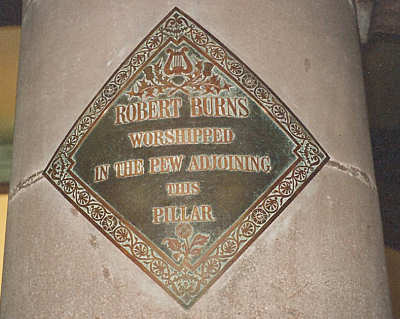 ROBERT BURNS
WORSHIPPED
IN THE PEW ADJOINING
THIS
PILLAR